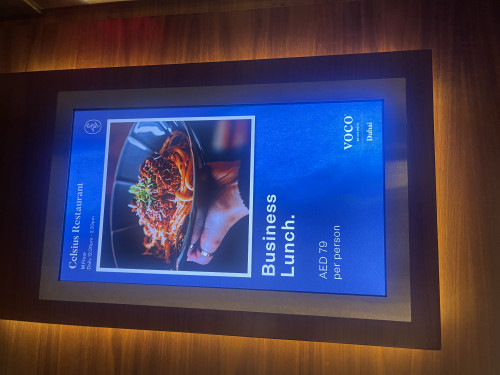 Celsius Restaurant
Business
Lunch.
AED 79
per person
voco
Dubai